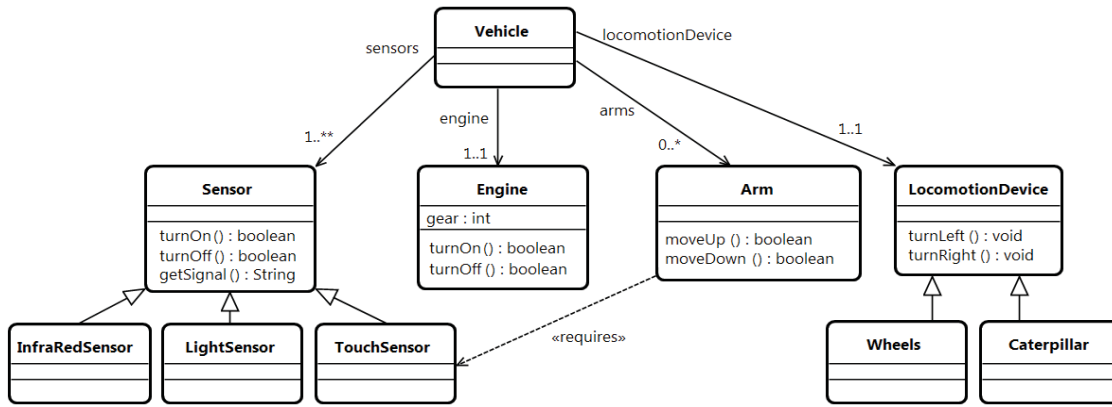 Vehicle
sensors
locomotionDevice
engine
arms
1..**
1..1
0..*
1..1
Sensor
turnOn() : boolean
turnOff() : boolean
getSignal() : String
Engine
gear : int
turnOn() : boolean
turnOff() : boolean
Arm
moveUp () : boolean
moveDown () : boolean
LocomotionDevice
turnLeft () : void
turnRight () : void
InfraRedSensor
LightSensor
TouchSensor
«requires»
Wheels
Caterpillar